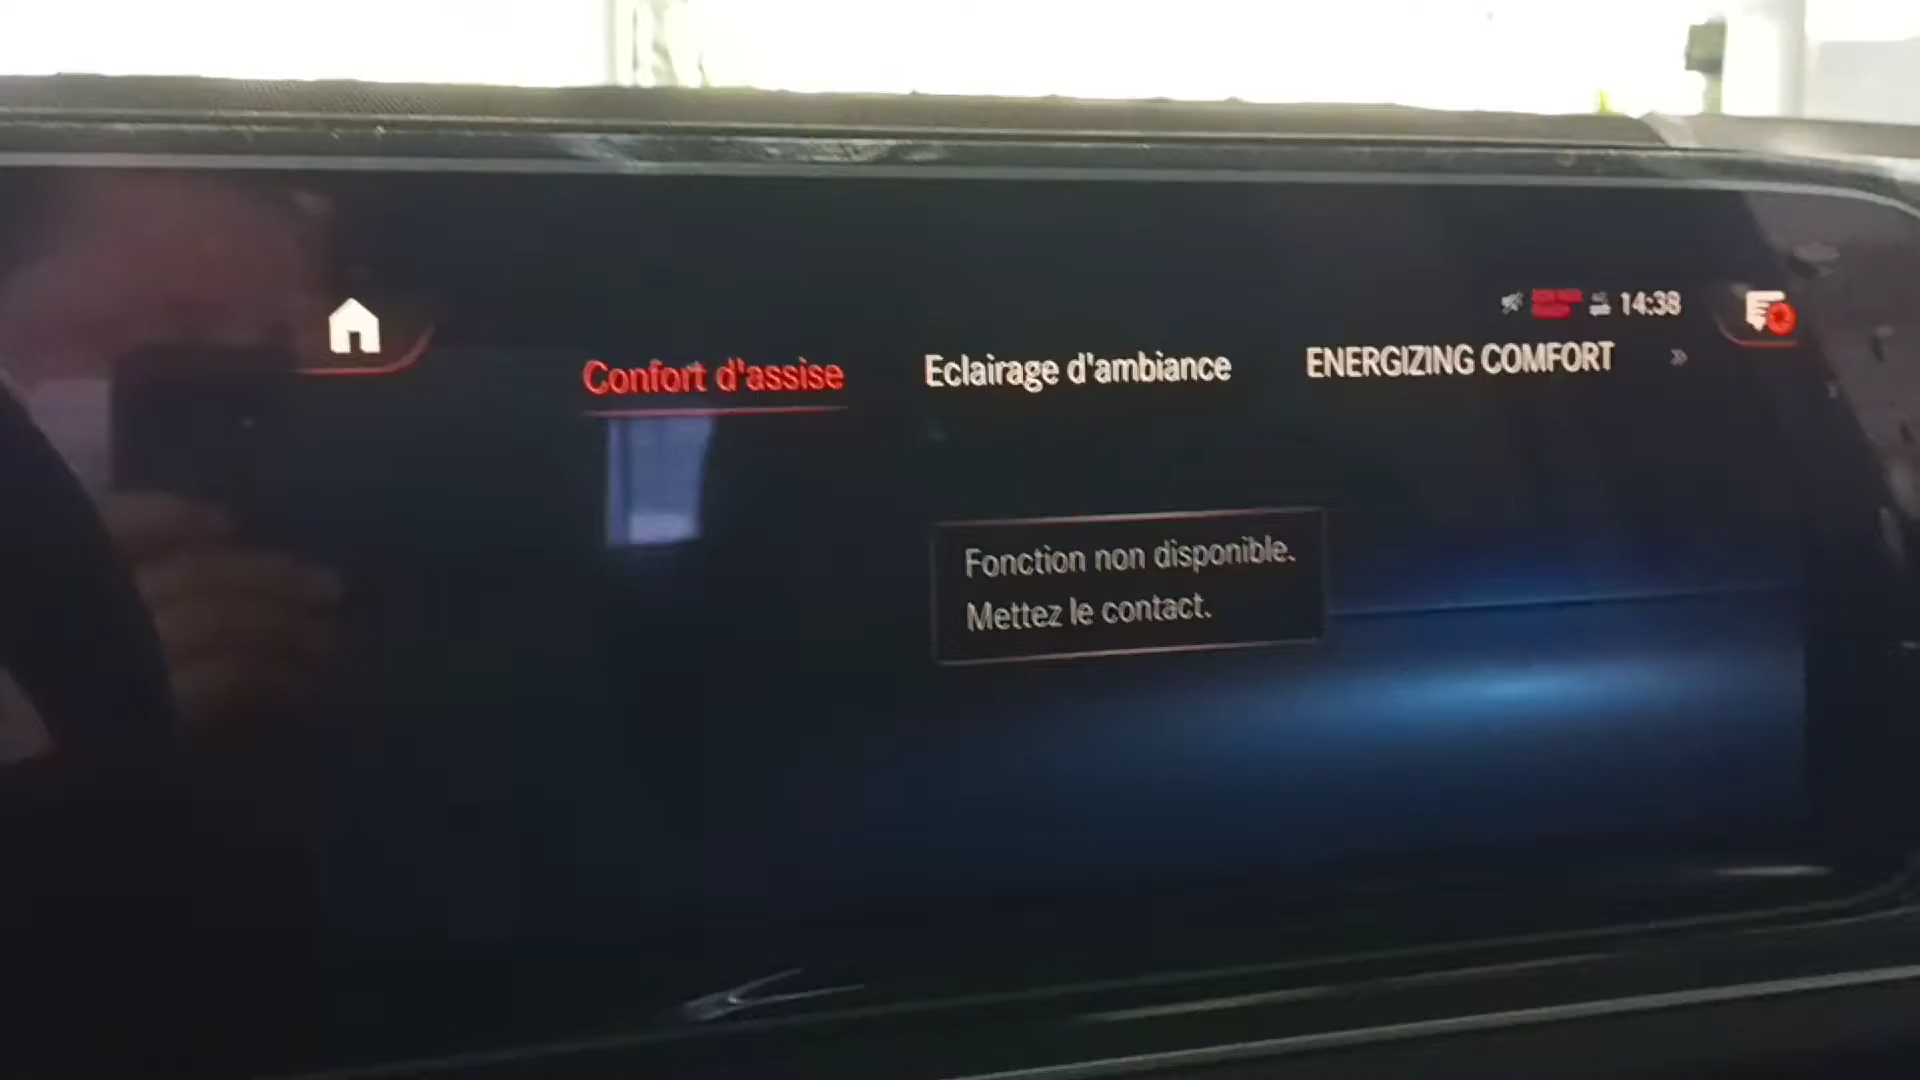 14:38
Confort d'assise
Eclairage d'ambiance
ENERGIZING COMFORT
»
Fonction non disponible.
Mettez le contact.